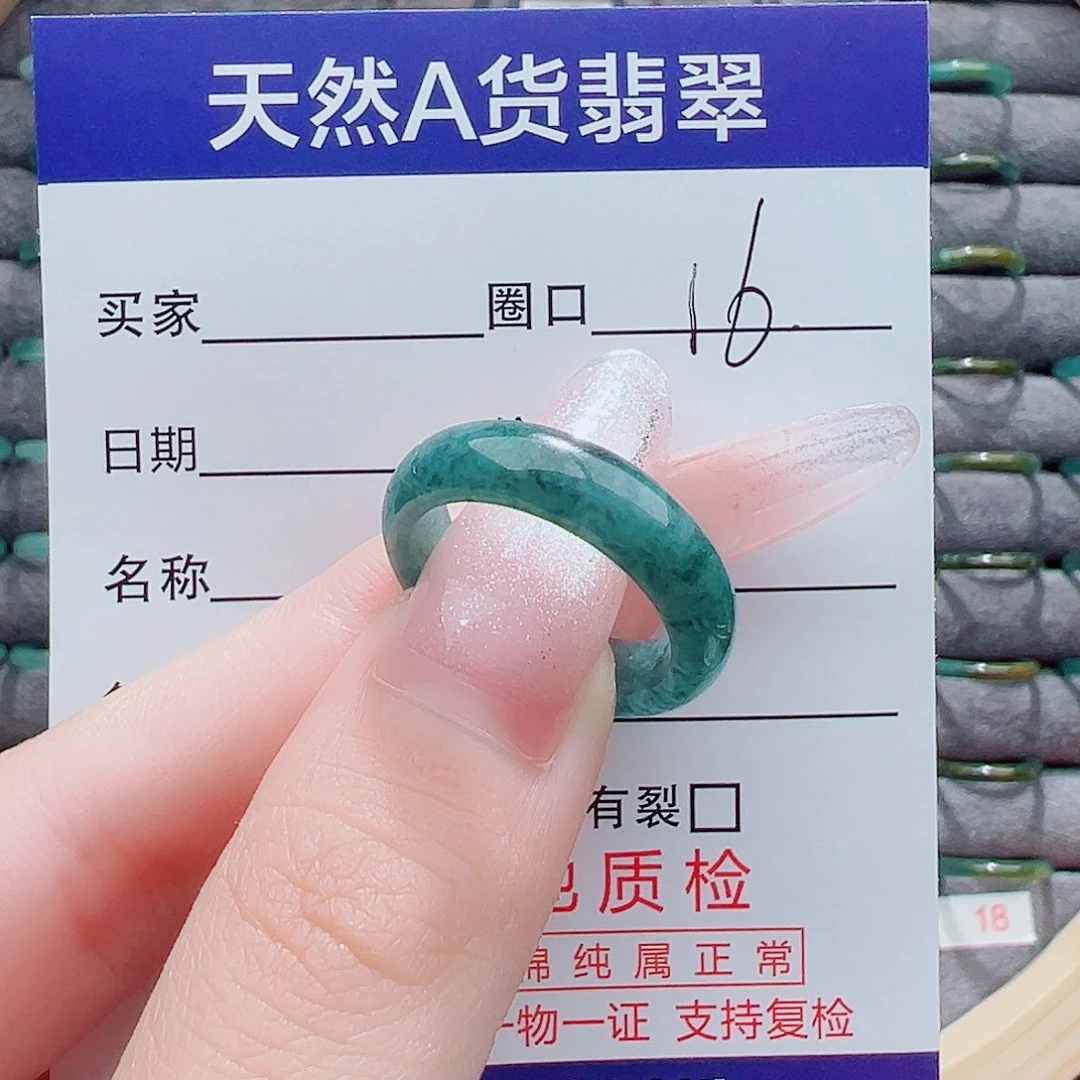 天然A货翡翠
买家 圈口 16
日期
名称
有裂□
质检
棉纯属正常
一物一证 支持复检
18